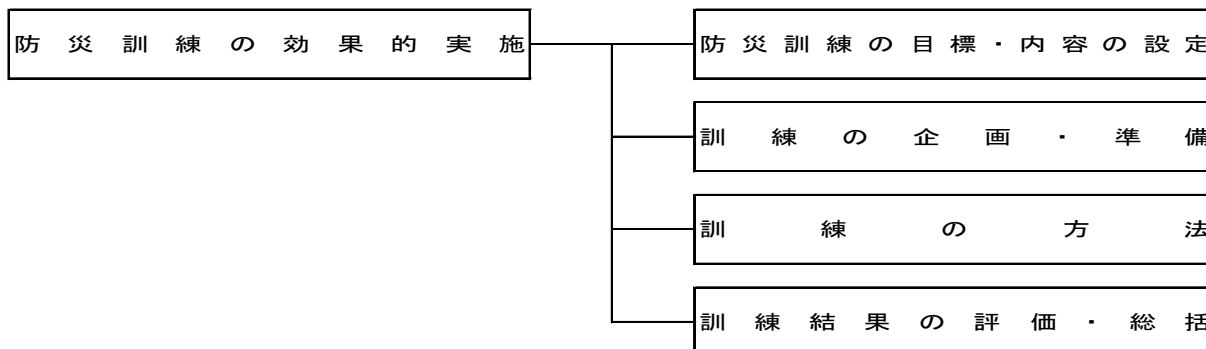 防災訓練の効果的実施
防災訓練の目標・内容の設定
訓練の企画・準備
訓練の方法
訓練結果の評価・総括